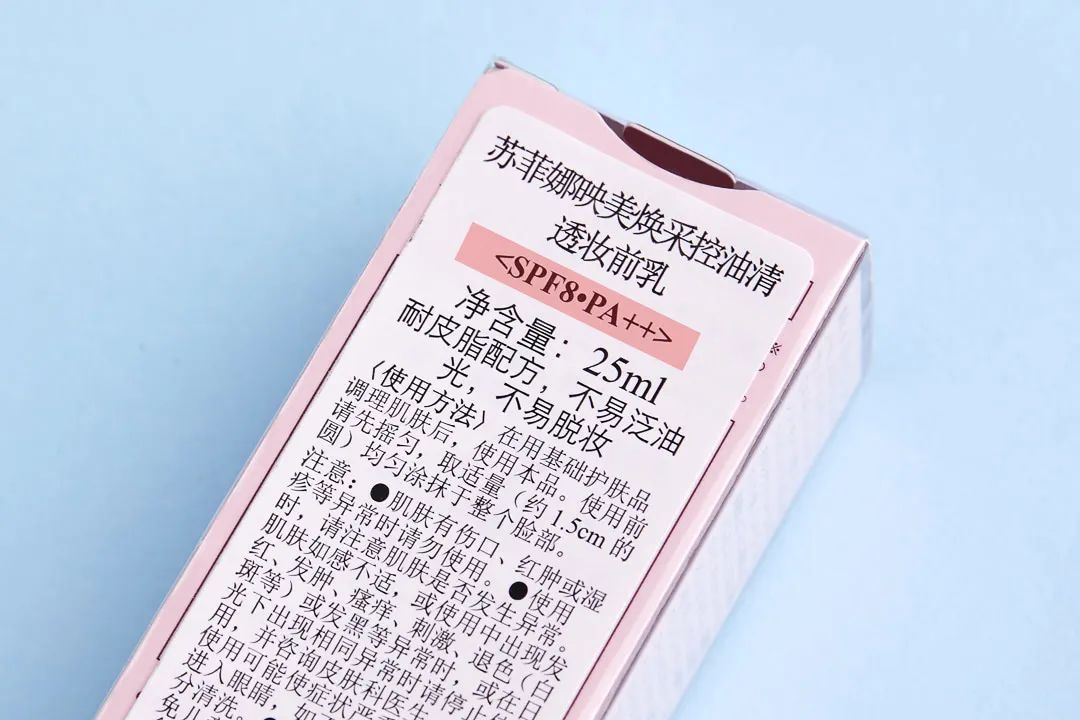 苏菲娜映美焕采控油清
透妆前乳
<SPF8•PA++>
净含量：25ml
耐皮脂配方，不易泛油
光，不易脱妆
〈使用方法〉在用基础护肤品
调理肌肤后，使用本品。使用前
请先摇匀，取适量（约1.5cm的
圆）均匀涂抹于整个脸部。
注意：●肌肤有伤口、红肿或湿
疹等异常时请勿使用。●使用
时，请注意肌肤是否发生异常。
肌肤如感不适，或使用中出现发
红、发肿、瘙痒、刺激、退色（白
斑等）或发黑等异常时，或在日
光下出现相同异常时请停止使
用，并咨询皮肤科医生
使用可能使症状严重
进入眼睛，如
分清洗。●
免儿